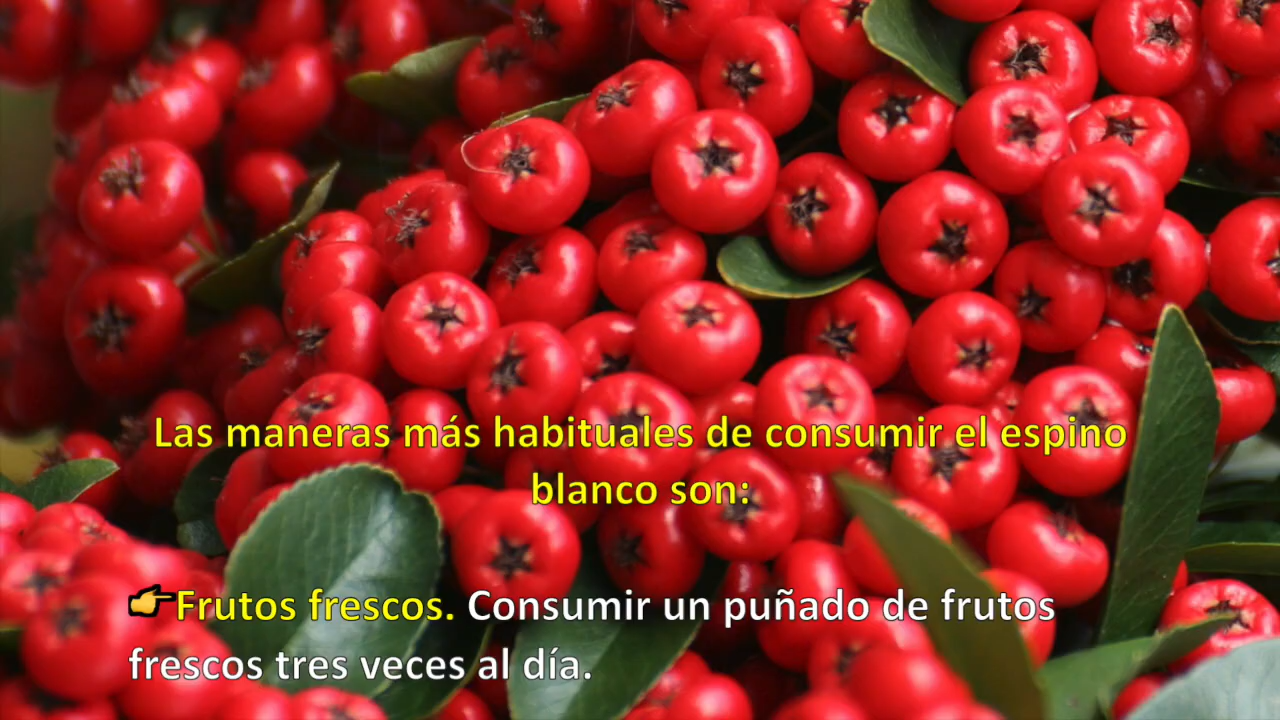 Las maneras más habituales de consumir el espino
blanco son:
👉Frutos frescos. Consumir un puñado de frutos
frescos tres veces al día.